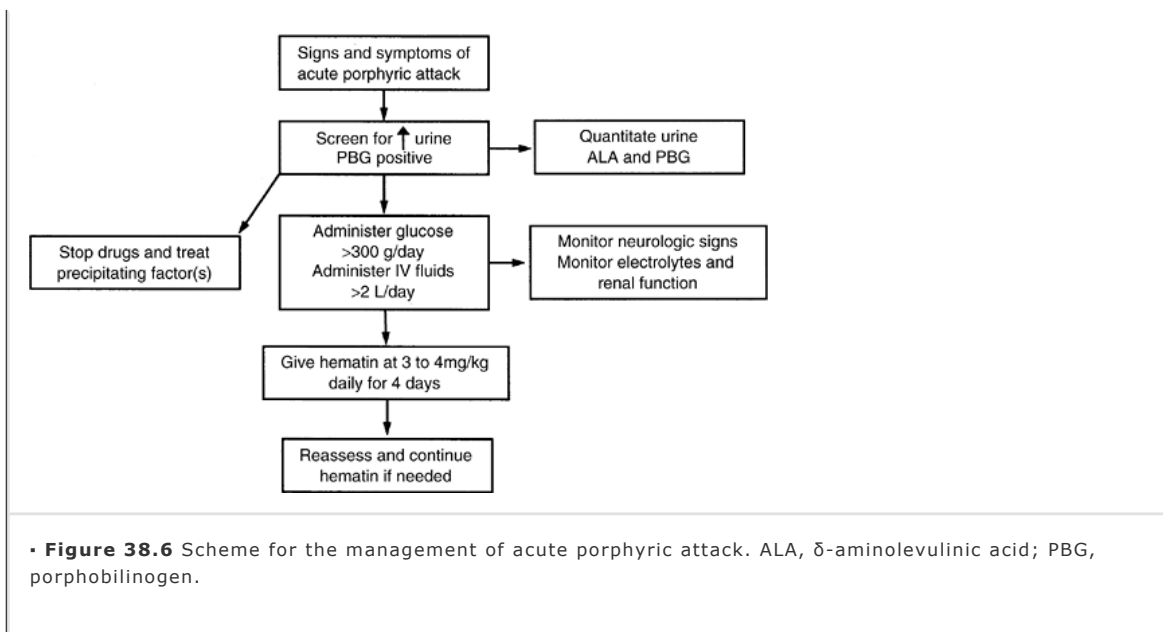 Signs and symptoms of
acute porphyric attack
Screen for ↑ urine
PBG positive
Quantitate urine
ALA and PBG
Stop drugs and treat
precipitating factor(s)
Administer glucose
>300 g/day
Administer IV fluids
>2 L/day
Monitor neurologic signs
Monitor electrolytes and
renal function
Give hematin at 3 to 4mg/kg
daily for 4 days
Reassess and continue
hematin if needed
▪ Figure 38.6 Scheme for the management of acute porphyric attack. ALA, δ-aminolevulinic acid; PBG,
porphobilinogen.